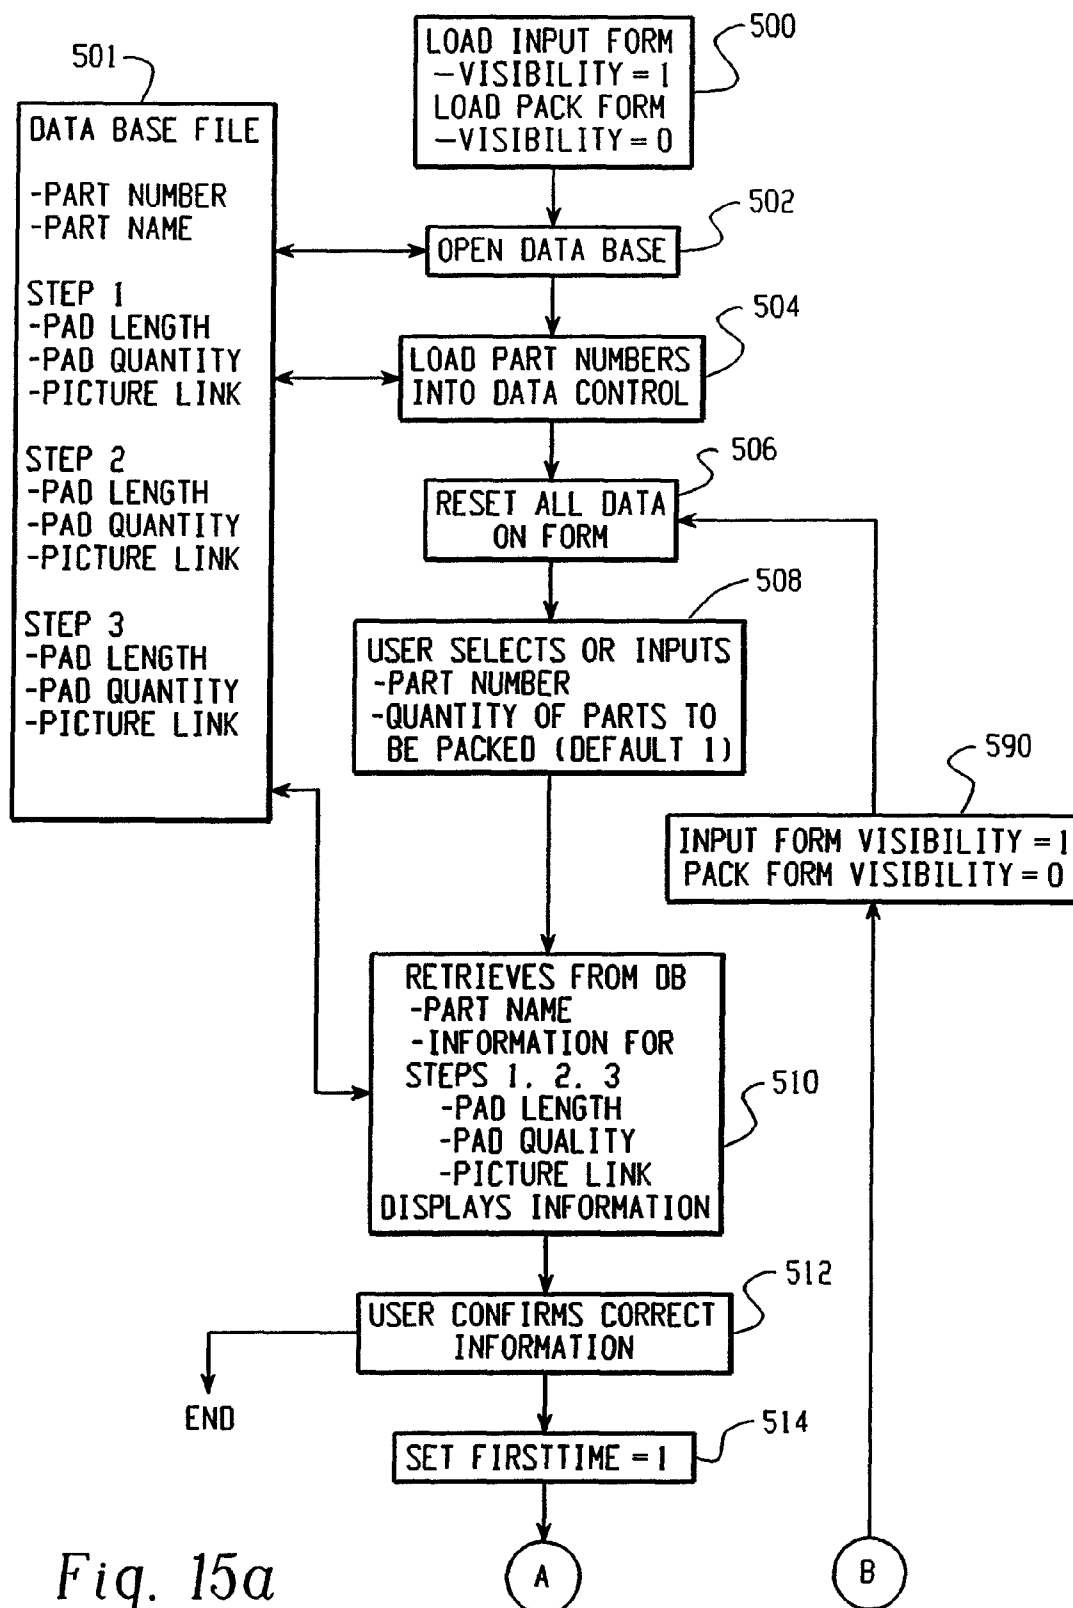 500
LOAD INPUT FORM
-VISIBILITY = 1
LOAD PACK FORM
-VISIBILITY = 0
501
DATA BASE FILE
-PART NUMBER
-PART NAME
STEP 1
-PAD LENGTH
-PAD QUANTITY
-PICTURE LINK
STEP 2
-PAD LENGTH
-PAD QUANTITY
-PICTURE LINK
STEP 3
-PAD LENGTH
-PAD QUANTITY
-PICTURE LINK
502
OPEN DATA BASE
504
LOAD PART NUMBERS
INTO DATA CONTROL
506
RESET ALL DATA
ON FORM
508
USER SELECTS OR INPUTS
-PART NUMBER
-QUANTITY OF PARTS TO
BE PACKED (DEFAULT 1)
590
INPUT FORM VISIBILITY = 1
PACK FORM VISIBILITY = 0
RETRIEVES FROM DB
-PART NAME
-INFORMATION FOR
STEPS 1. 2. 3
-PAD LENGTH
-PAD QUALITY
-PICTURE LINK
DISPLAYS INFORMATION
510
512
USER CONFIRMS CORRECT
INFORMATION
END
514
SET FIRSTTIME = 1
A
B
Fig. 15a